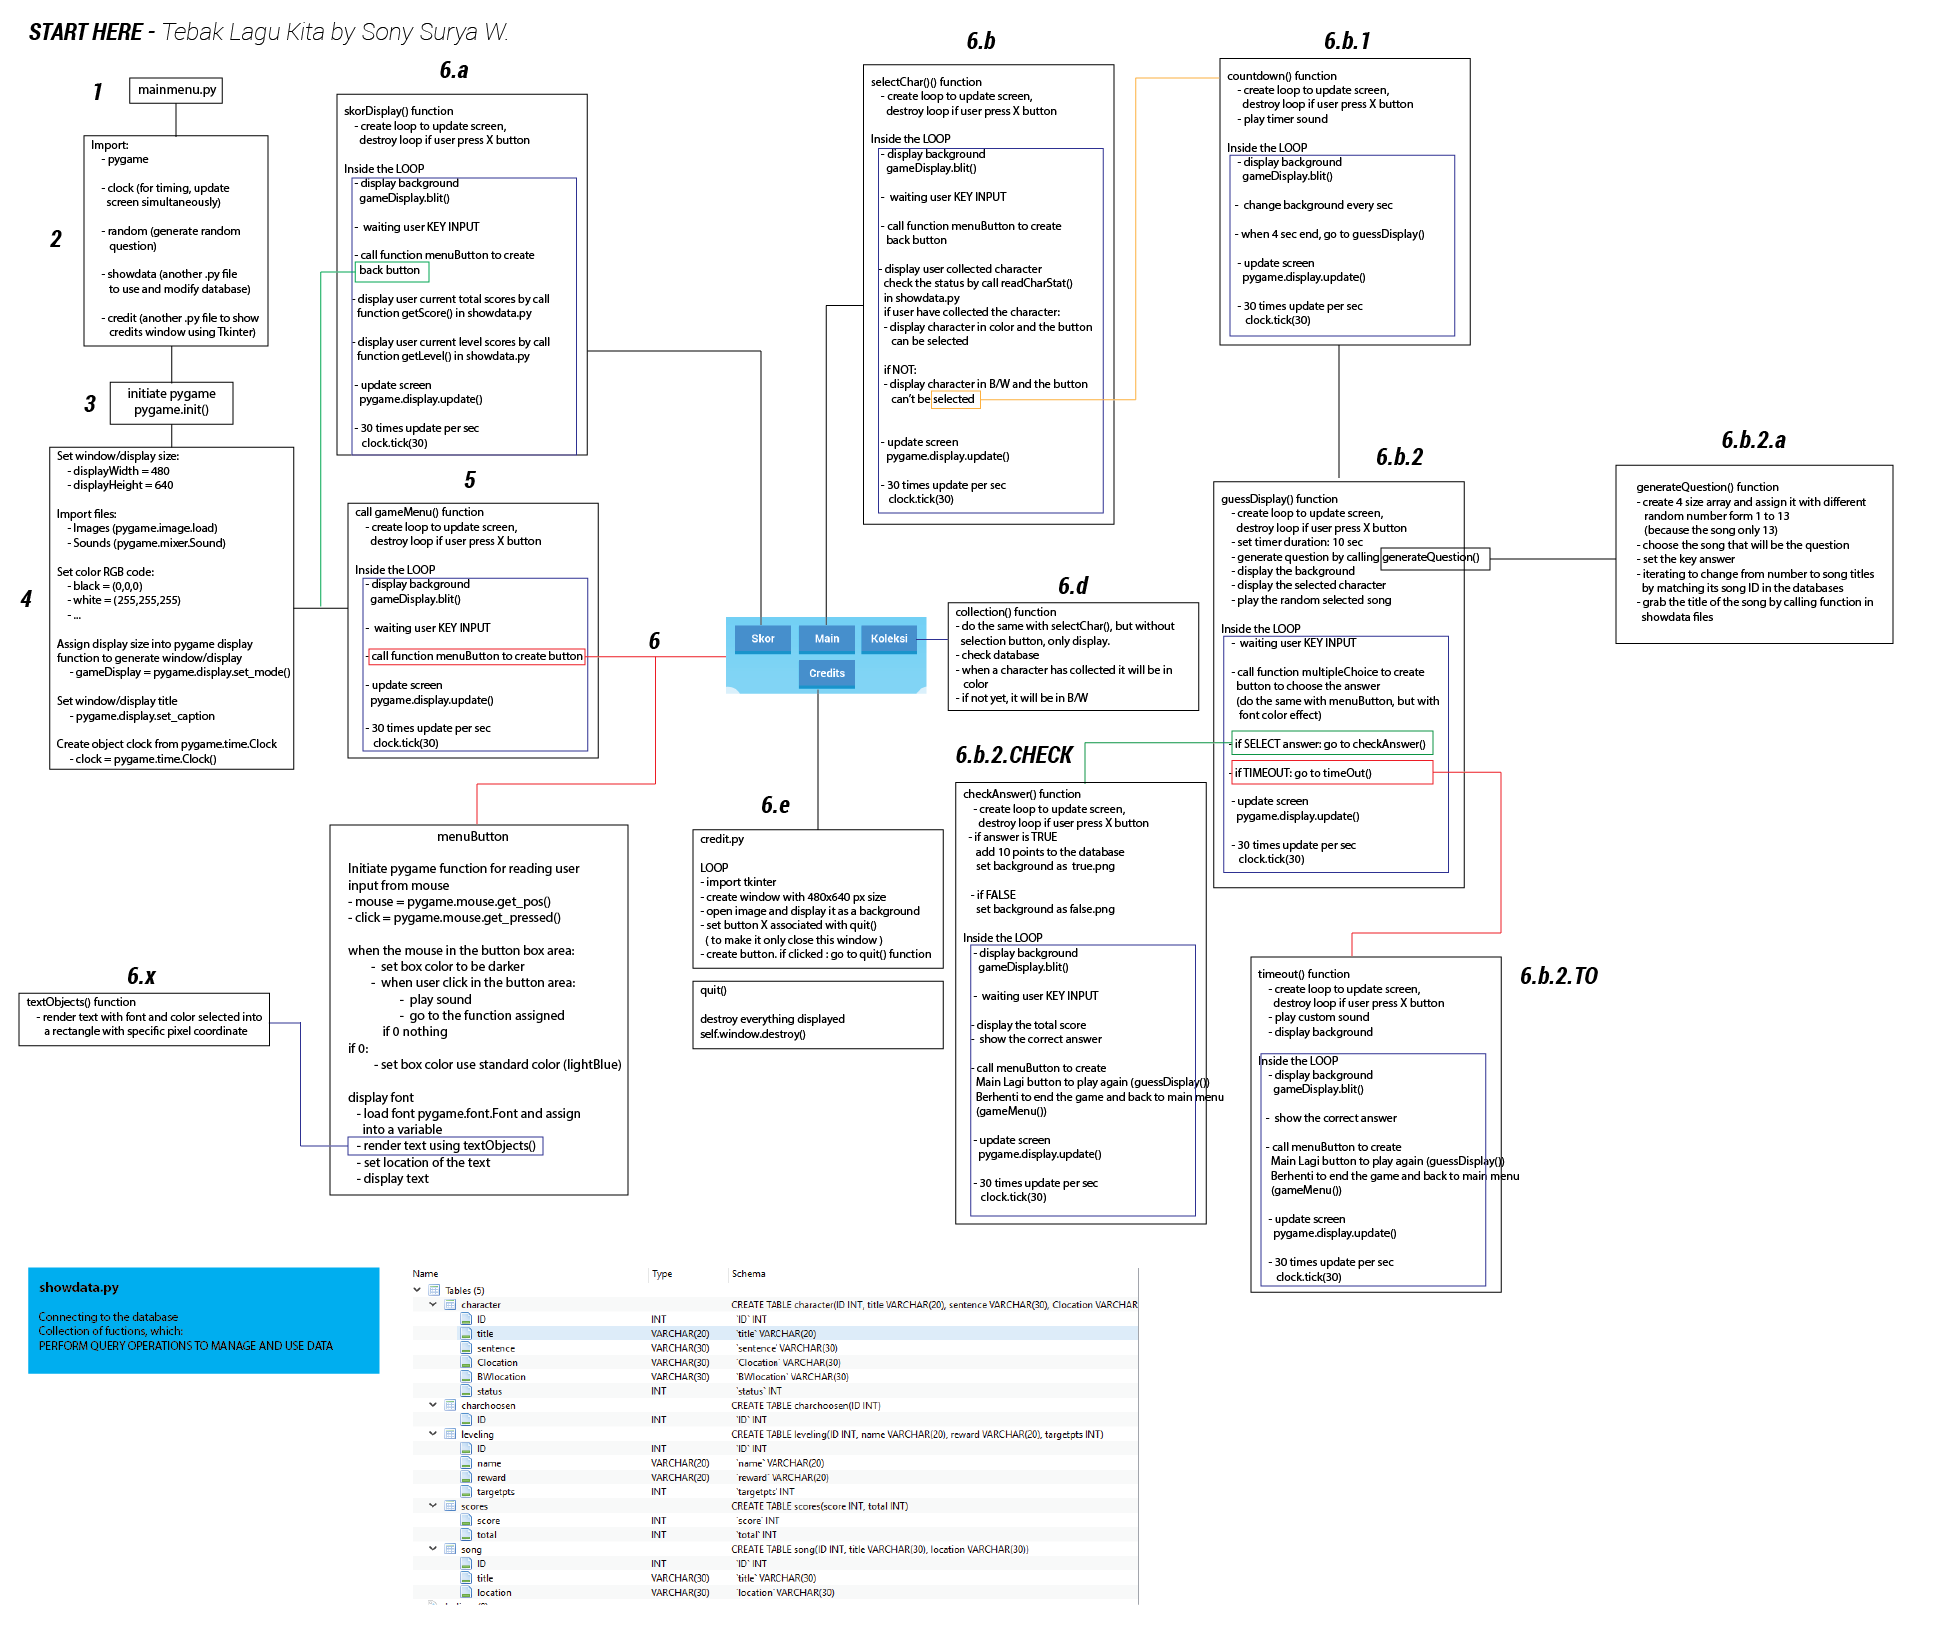 START HERE - Tebak Lagu Kita by Sony Surya W.
1
mainmenu.py
2
Import:
- pygame
- clock (for timing, update
screen simultaneously)
- random (generate random
question)
- showdata (another .py file
to use and modify database)
- credit (another .py file to show
credits window using Tkinter)
3
initiate pygame
pygame.init()
4
Set window/display size:
- displayWidth = 480
- displayHeight = 640
Import files:
- Images (pygame.image.load)
- Sounds (pygame.mixer.Sound)
Set color RGB code:
- black = (0,0,0)
- white = (255,255,255)
- ...
Assign display size into pygame display
function to generate window/display
- gameDisplay = pygame.display.set_mode()
Set window/display title
- pygame.display.set_caption
Create object clock from pygame.time.Clock
- clock = pygame.time.Clock()
6.a
skorDisplay() function
- create loop to update screen,
destroy loop if user press X button
Inside the LOOP
- display background
gameDisplay.blit()
- waiting user KEY INPUT
- call function menuButton to create
back button
- display user current total scores by call
function getScore() in showdata.py
- display user current level scores by call
function getLevel() in showdata.py
- update screen
pygame.display.update()
- 30 times update per sec
clock.tick(30)
5
call gameMenu() function
- create loop to update screen,
destroy loop if user press X button
Inside the LOOP
- display background
gameDisplay.blit()
- waiting user KEY INPUT
- call function menuButton to create button
- update screen
pygame.display.update()
- 30 times update per sec
clock.tick(30)
6
Skor
Main
Koleksi
Credits
menuButton
Initiate pygame function for reading user
input from mouse
- mouse = pygame.mouse.get_pos()
- click = pygame.mouse.get_pressed()
when the mouse in the button box area:
- set box color to be darker
- when user click in the button area:
- play sound
- go to the function assigned
if 0 nothing
if 0:
- set box color use standard color (lightBlue)
display font
- load font pygame.font.Font and assign
into a variable
- render text using textObjects()
- set location of the text
- display text
6.x
textObjects() function
- render text with font and color selected into
a rectangle with specific pixel coordinate
6.b
selectChar()() function
- create loop to update screen,
destroy loop if user press X button
Inside the LOOP
- display background
gameDisplay.blit()
- waiting user KEY INPUT
- call function menuButton to create
back button
- display user collected character
check the status by call readCharStat()
in showdata.py
if user have collected the character:
- display character in color and the button
can be selected
if NOT:
- display character in B/W and the button
can't be selected
- update screen
pygame.display.update()
- 30 times update per sec
clock.tick(30)
6.b.1
countdown() function
- create loop to update screen,
destroy loop if user press X button
- play timer sound
Inside the LOOP
- display background
gameDisplay.blit()
- change background every sec
- when 4 sec end, go to guessDisplay()
- update screen
pygame.display.update()
- 30 times update per sec
clock.tick(30)
6.b.2
guessDisplay() function
- create loop to update screen,
destroy loop if user press X button
- set timer duration: 10 sec
- generate question by calling generateQuestion()
- display the background
- display the selected character
- play the random selected song
Inside the LOOP
- waiting user KEY INPUT
- call function multipleChoice to create
button to choose the answer
(do the same with menuButton, but with
font color effect)
- if SELECT answer: go to checkAnswer()
- if TIMEOUT: go to timeOut()
- update screen
pygame.display.update()
- 30 times update per sec
clock.tick(30)
6.b.2.a
generateQuestion() function
- create 4 size array and assign it with different
random number form 1 to 13
(because the song only 13)
- choose the song that will be the question
- set the key answer
- iterating to change from number to song titles
by matching its song ID in the databases
- grab the title of the song by calling function in
showdata files
6.d
collection() function
- do the same with selectChar(), but without
selection button, only display.
- check database
- when a character has collected it will be in
color
- if not yet, it will be in B/W
6.e
credit.py
LOOP
- import tkinter
- create window with 480x640 px size
- open image and display it as a background
- set button X associated with quit()
( to make it only close this window )
- create button. if clicked : go to quit() function
quit()
destroy everything displayed
self.window.destroy()
6.b.2.CHECK
checkAnswer() function
- create loop to update screen,
destroy loop if user press X button
- if answer is TRUE
add 10 points to the database
set background as true.png
- if FALSE
set background as false.png
Inside the LOOP
- display background
gameDisplay.blit()
- waiting user KEY INPUT
- display the total score
- show the correct answer
- call menuButton to create
Main Lagi button to play again (guessDisplay())
Berhenti to end the game and back to main menu
(gameMenu())
- update screen
pygame.display.update()
- 30 times update per sec
clock.tick(30)
6.b.2.TO
timeout() function
- create loop to update screen,
destroy loop if user press X button
- play custom sound
- display background
Inside the LOOP
- display background
gameDisplay.blit()
- show the correct answer
- call menuButton to create
Main Lagi button to play again (guessDisplay())
Berhenti to end the game and back to main menu
(gameMenu())
- update screen
pygame.display.update()
- 30 times update per sec
clock.tick(30)
showdata.py
Connecting to the database
Collection of fuctions, which:
PERFORM QUERY OPERATIONS TO MANAGE AND USE DATA
Name Type Schema
Tables (5)
character CREATE TABLE character(ID INT, title VARCHAR(20), sentence VARCHAR(30), Clocation VARCHAR
ID INT `ID` INT
title VARCHAR(20) `title` VARCHAR(20)
sentence VARCHAR(30) `sentence` VARCHAR(30)
Clocation VARCHAR(30) `Clocation` VARCHAR(30)
BWlocation VARCHAR(30) `BWlocation` VARCHAR(30)
status INT `status` INT
charchoosen CREATE TABLE charchoosen(ID INT)
ID INT `ID` INT
leveling CREATE TABLE leveling(ID INT, name VARCHAR(20), reward VARCHAR(20), targetpts INT)
ID INT `ID` INT
name VARCHAR(20) `name` VARCHAR(20)
reward VARCHAR(20) `reward` VARCHAR(20)
targetpts INT `targetpts` INT
scores CREATE TABLE scores(score INT, total INT)
score INT `score` INT
total INT `total` INT
song CREATE TABLE song(ID INT, title VARCHAR(30), location VARCHAR(30))
ID INT `ID` INT
title VARCHAR(30) `title` VARCHAR(30)
location VARCHAR(30) `location` VARCHAR(30)